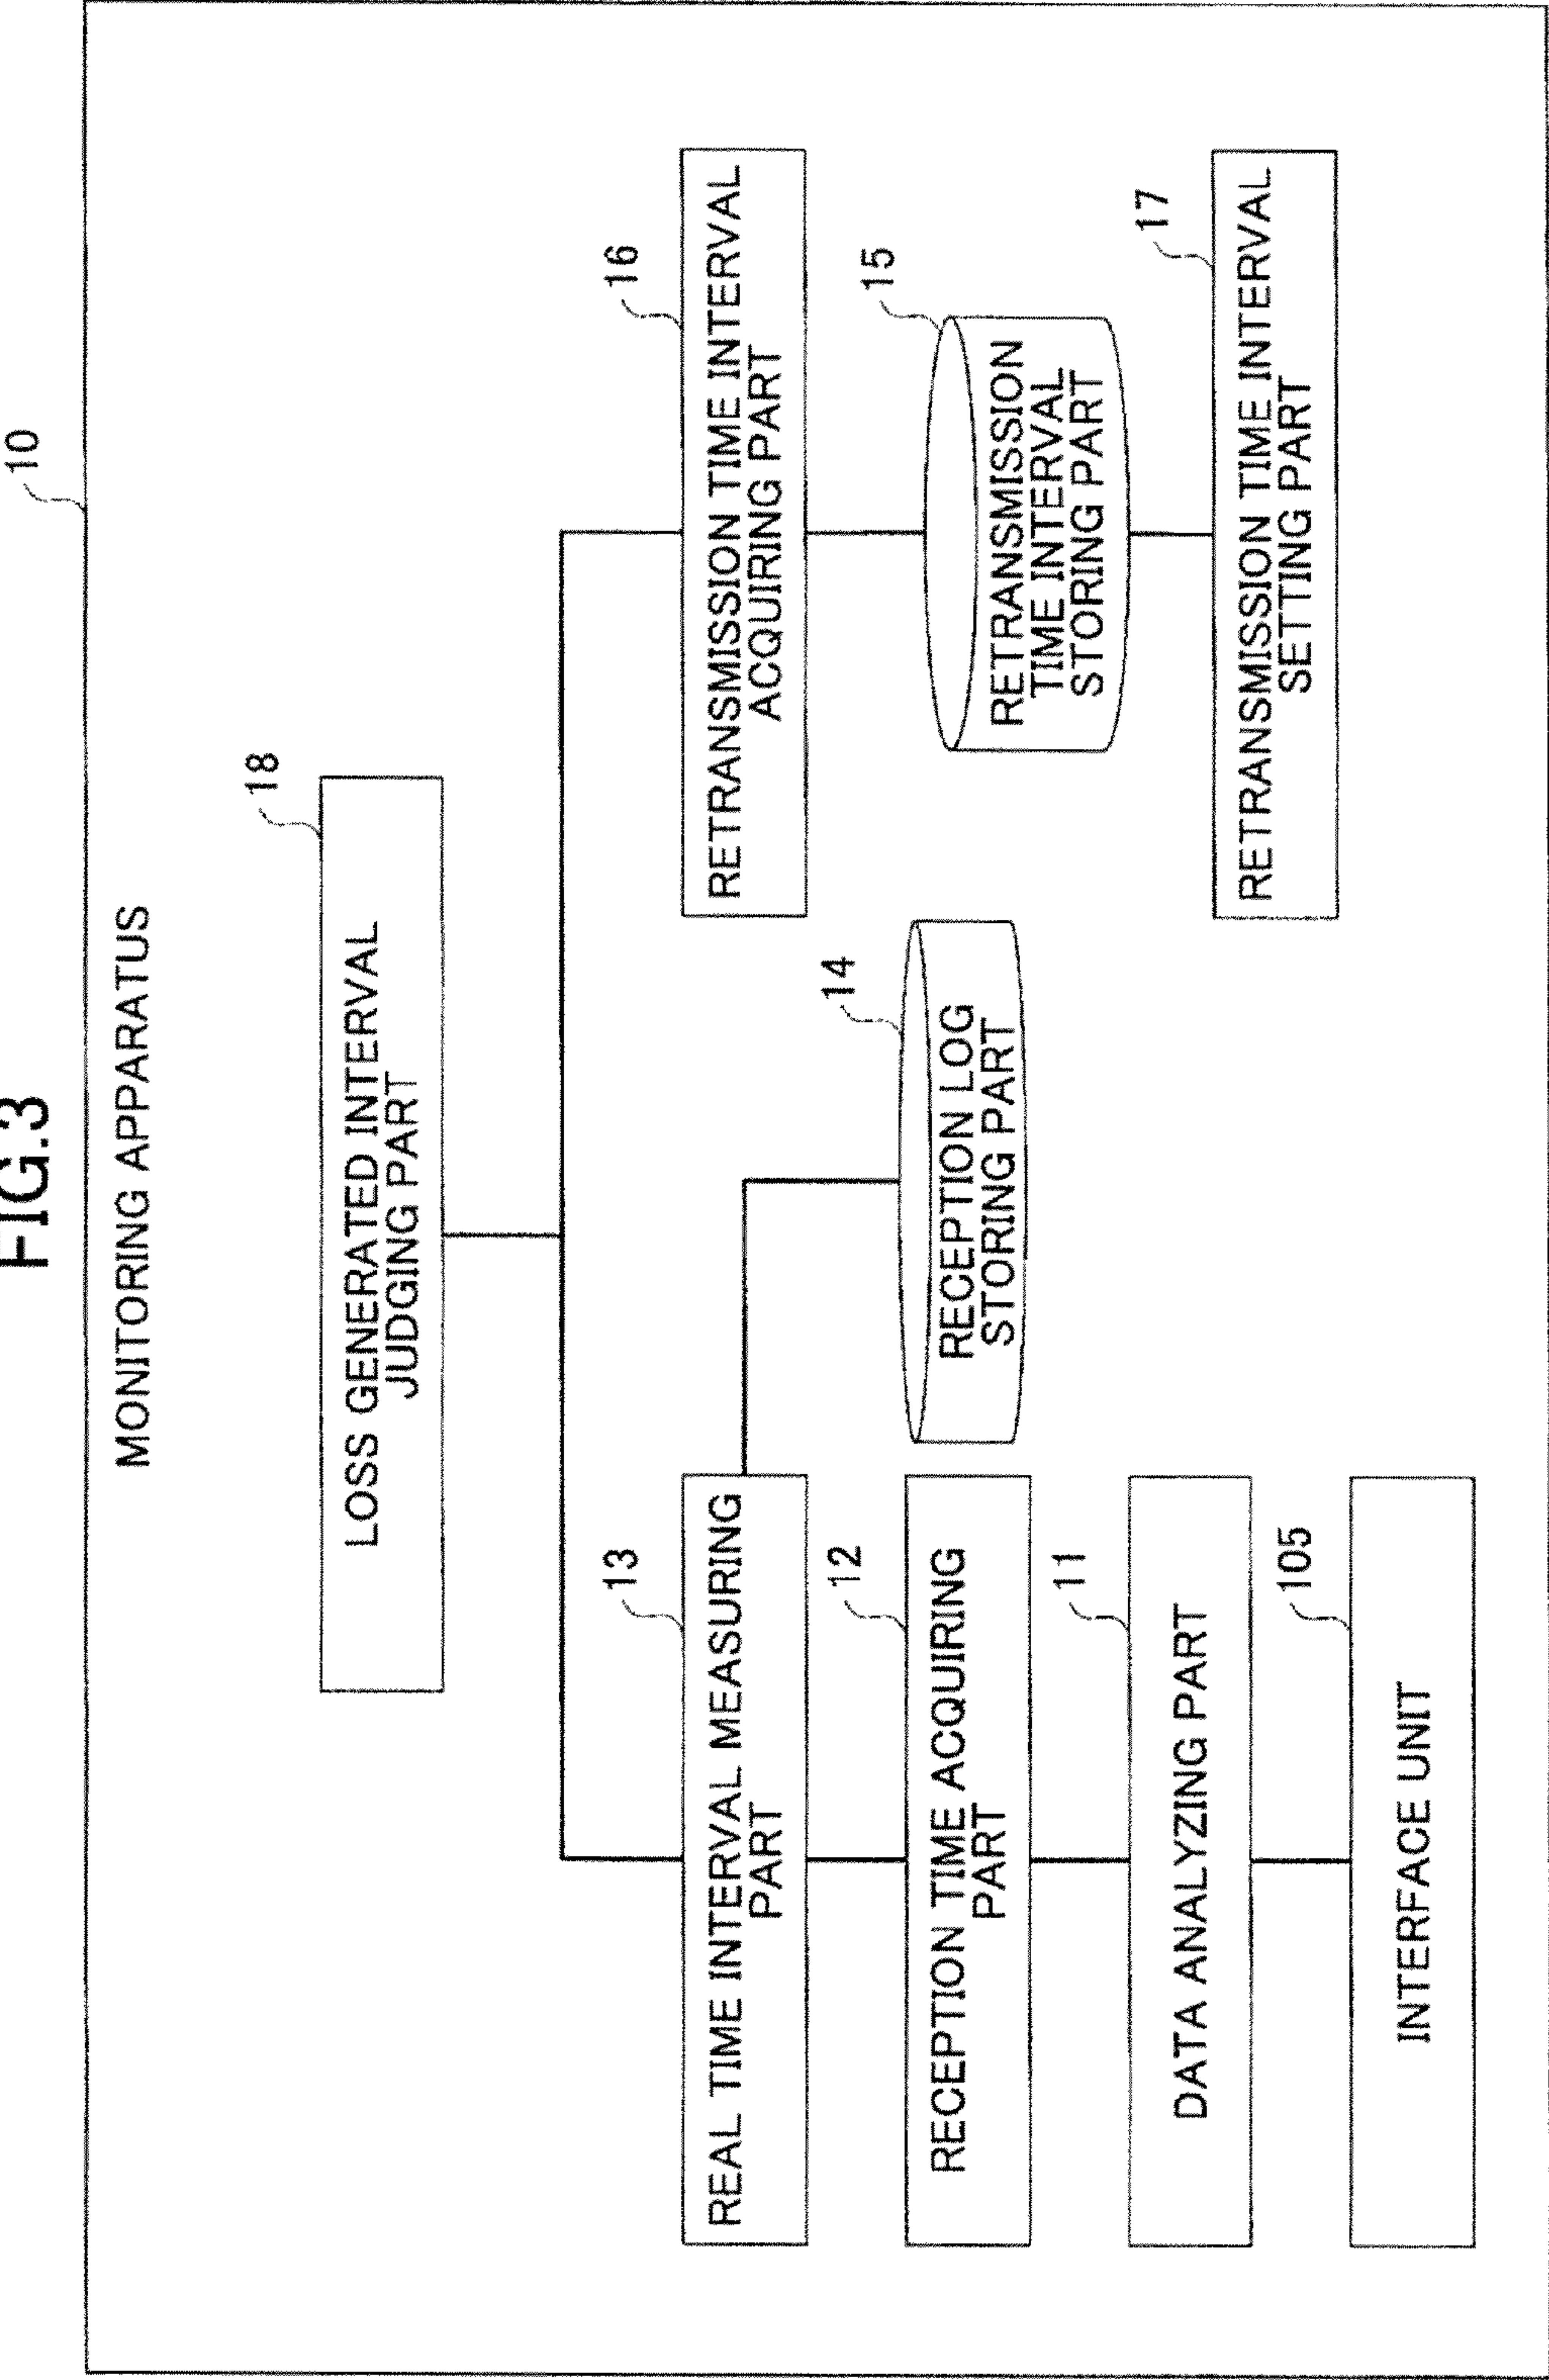 FIG.3
10
MONITORING APPARATUS
18
LOSS GENERATED INTERVAL
JUDGING PART
13
REAL TIME INTERVAL MEASURING
PART
16
RETRANSMISSION TIME INTERVAL
ACQUIRING PART
12
RECEPTION TIME ACQUIRING
PART
14
RECEPTION LOG
STORING PART
15
RETRANSMISSION
TIME INTERVAL
STORING PART
11
DATA ANALYZING PART
17
RETRANSMISSION TIME INTERVAL
SETTING PART
105
INTERFACE UNIT